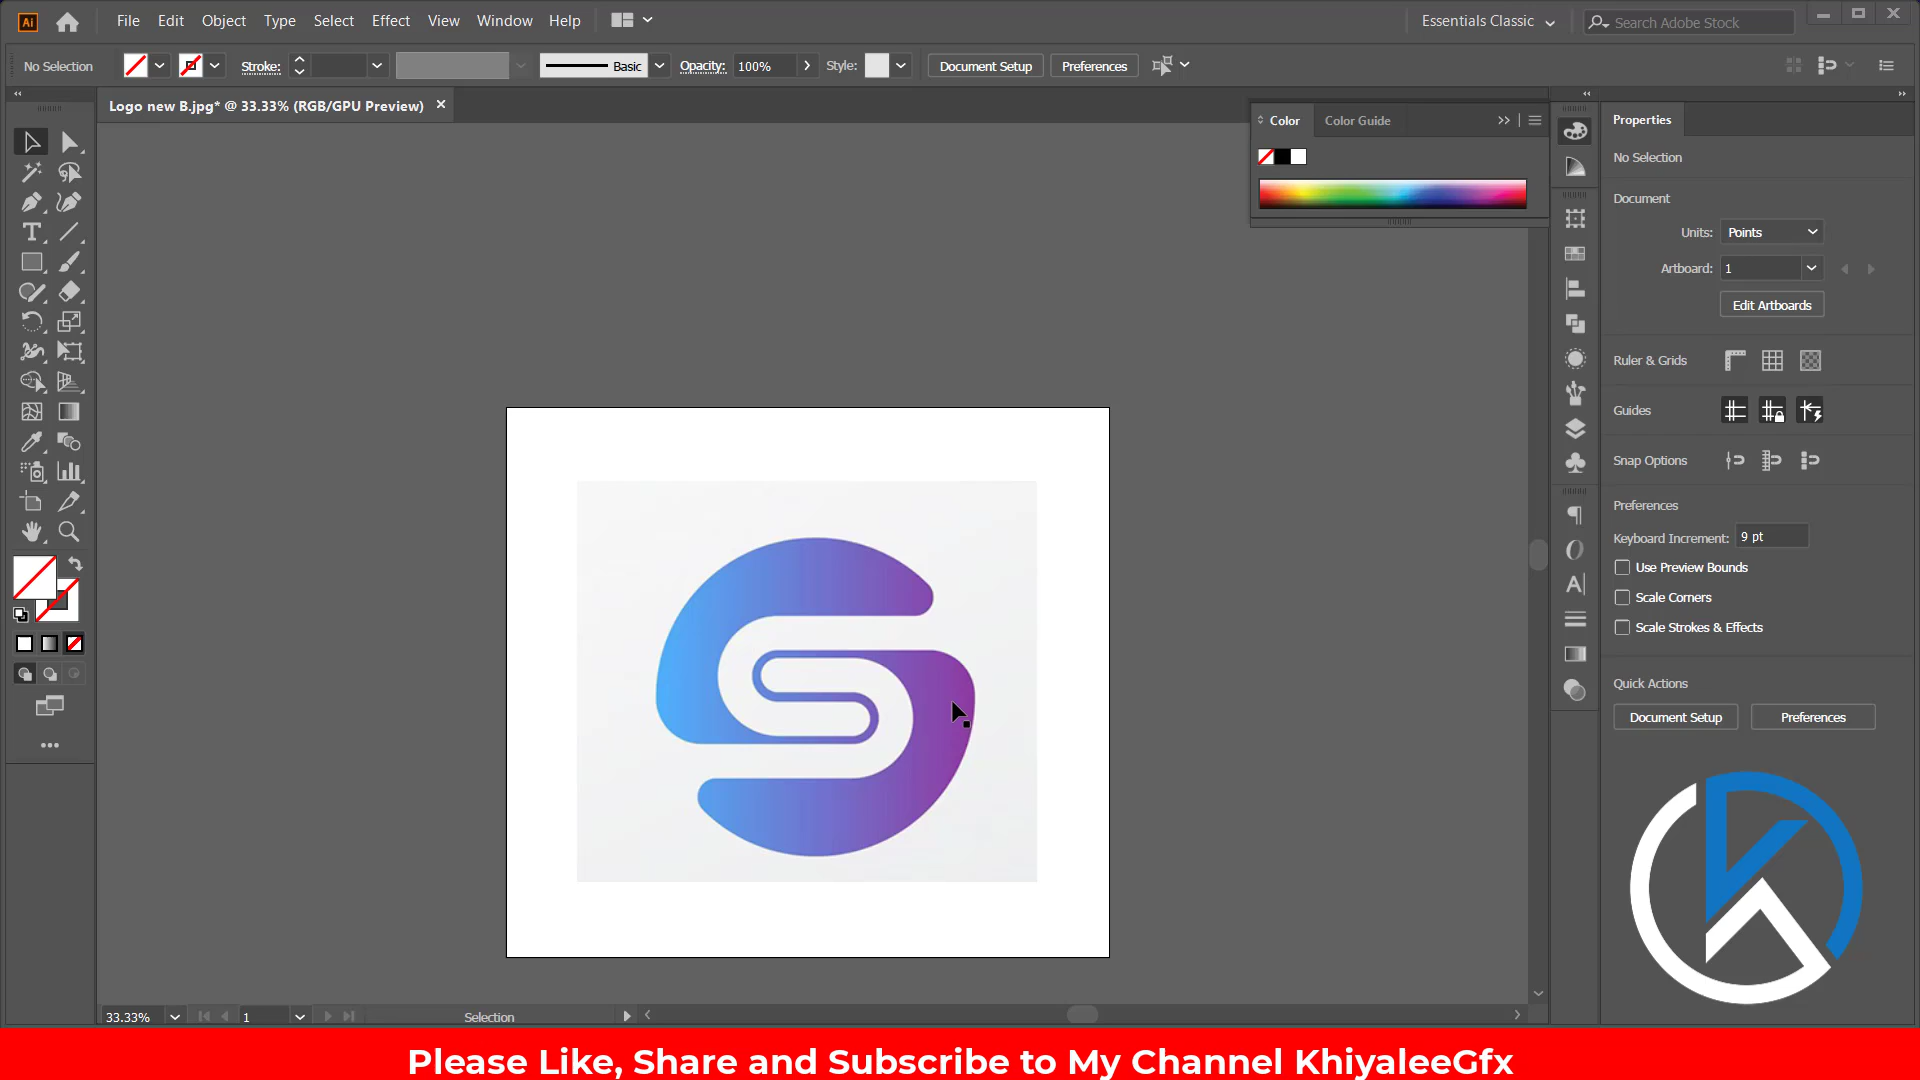 Ai File Edit Object Type Select Effect View Window Help Essentials Classic Search Adobe Stock
No Selection Stroke: Basic Opacity: 100% Style: Document Setup Preferences
Logo new B.jpg* @ 33.33% (RGB/GPU Preview)
Color Color Guide
Properties
No Selection
Document
Units: Points
Artboard: 1
Edit Artboards
Ruler & Grids
Guides
Snap Options
Preferences
Keyboard Increment: 9 pt
Use Preview Bounds
Scale Corners
Scale Strokes & Effects
Quick Actions
Document Setup Preferences
33.33% 1 Selection
Please Like, Share and Subscribe to My Channel KhiyaleeGfx